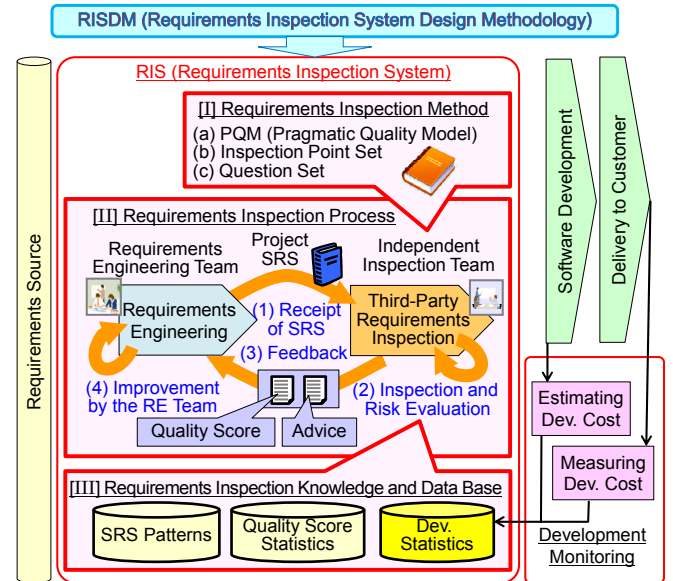 RISDM (Requirements Inspection System Design Methodology)
RIS (Requirements Inspection System)
[I] Requirements Inspection Method
(a) PQM (Pragmatic Quality Model)
(b) Inspection Point Set
(c) Question Set
[II] Requirements Inspection Process
Requirements
Engineering Team
Project
SRS
Independent
Inspection Team
Requirements
Engineering
(1) Receipt
of SRS
Third-Party
Requirements
Inspection
(3) Feedback
(4) Improvement
by the RE Team
(2) Inspection and
Risk Evaluation
Quality Score
Advice
[III] Requirements Inspection Knowledge and Data Base
SRS Patterns
Quality Score
Statistics
Dev.
Statistics
Requirements Source
Software Development
Delivery to Customer
Estimating
Dev. Cost
Measuring
Dev. Cost
Development
Monitoring